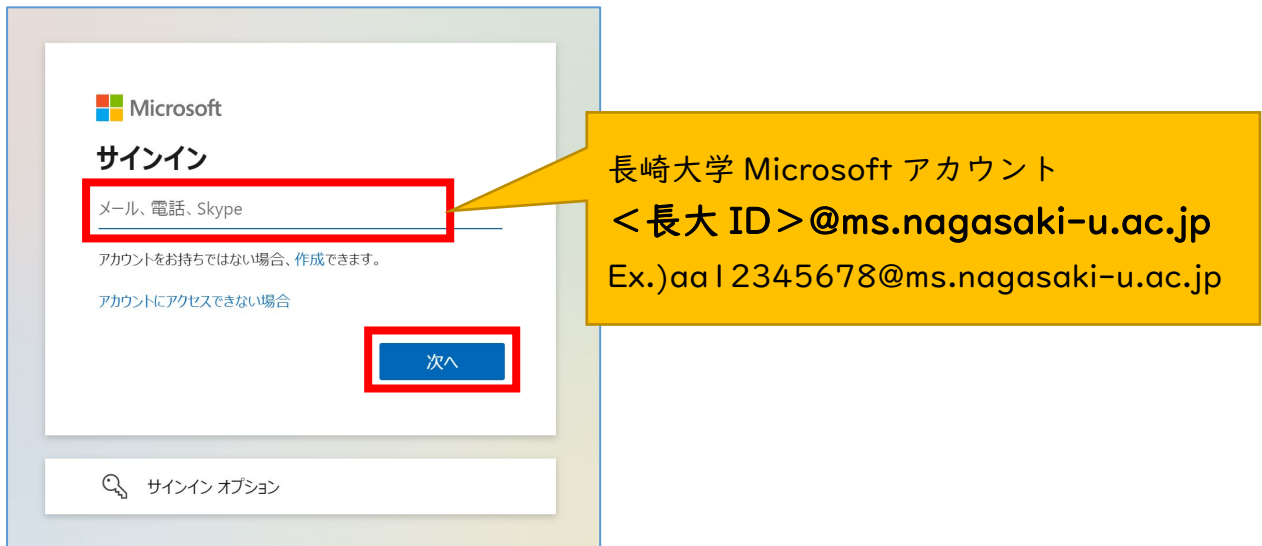 Microsoft
サインイン
メール、電話、Skype
アカウントをお持ちではない場合、作成できます。
アカウントにアクセスできない場合
次へ
サインイン オプション
長崎大学 Microsoft アカウント
<長大 ID>@ms.nagasaki-u.ac.jp
Ex.)aa12345678@ms.nagasaki-u.ac.jp